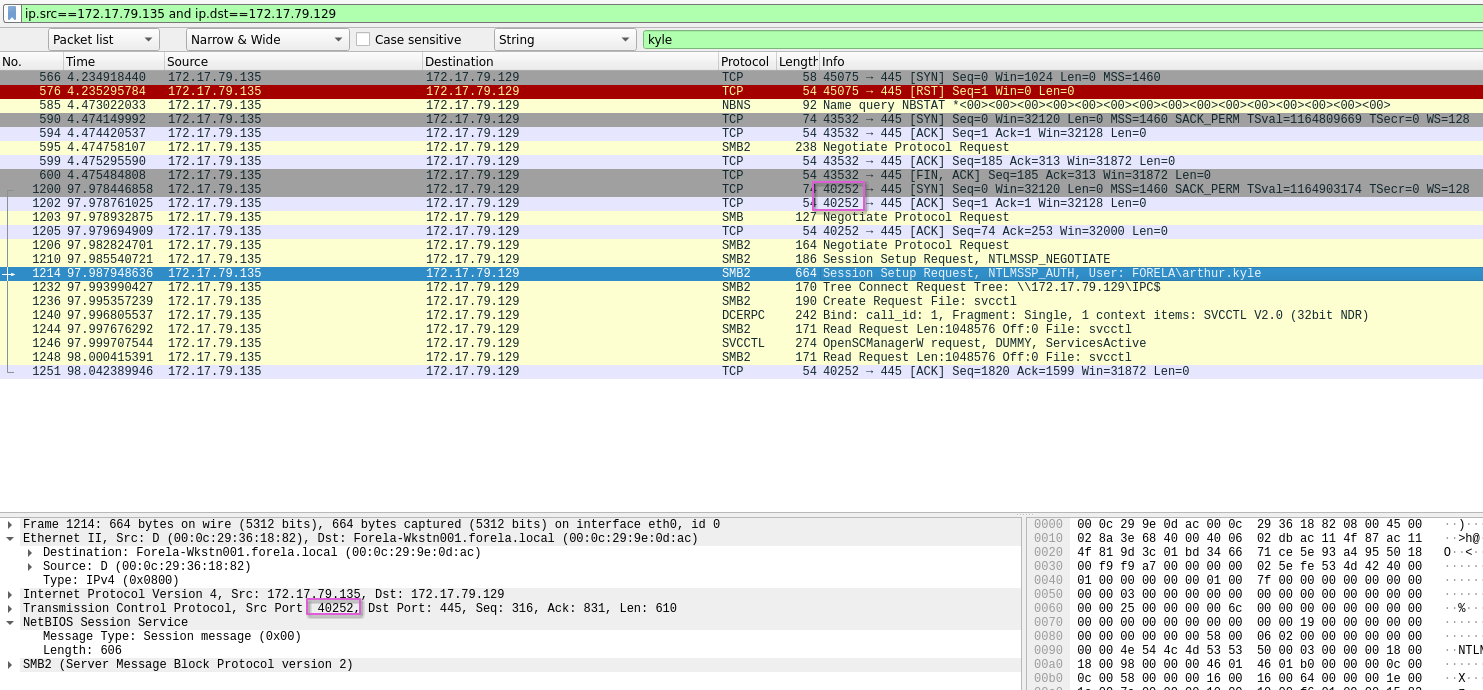 ip.src==172.17.79.135 and ip.dst==172.17.79.129
Packet list Narrow & Wide Case sensitive String kyle
No. Time Source Destination Protocol Length Info
566 4.234918440 172.17.79.135 172.17.79.129 TCP 58 45075 → 445 [SYN] Seq=0 Win=1024 Len=0 MSS=1460
576 4.235295784 172.17.79.135 172.17.79.129 TCP 54 45075 → 445 [RST] Seq=1 Win=0 Len=0
585 4.473022033 172.17.79.135 172.17.79.129 NBNS 92 Name query NBSTAT *<00><00><00><00><00><00><00><00><00><00><00><00><00><00><00>
590 4.474149992 172.17.79.135 172.17.79.129 TCP 74 43532 → 445 [SYN] Seq=0 Win=32120 Len=0 MSS=1460 SACK_PERM TSval=1164809669 TSecr=0 WS=128
594 4.474420537 172.17.79.135 172.17.79.129 TCP 54 43532 → 445 [ACK] Seq=1 Ack=1 Win=32128 Len=0
595 4.474758107 172.17.79.135 172.17.79.129 SMB2 238 Negotiate Protocol Request
599 4.475295590 172.17.79.135 172.17.79.129 TCP 54 43532 → 445 [ACK] Seq=185 Ack=313 Win=31872 Len=0
600 4.475484808 172.17.79.135 172.17.79.129 TCP 54 43532 → 445 [FIN, ACK] Seq=185 Ack=313 Win=31872 Len=0
1200 97.978446858 172.17.79.135 172.17.79.129 TCP 74 40252 → 445 [SYN] Seq=0 Win=32120 Len=0 MSS=1460 SACK_PERM TSval=1164903174 TSecr=0 WS=128
1202 97.978761025 172.17.79.135 172.17.79.129 TCP 54 40252 → 445 [ACK] Seq=1 Ack=1 Win=32128 Len=0
1203 97.978932875 172.17.79.135 172.17.79.129 SMB 127 Negotiate Protocol Request
1205 97.979694909 172.17.79.135 172.17.79.129 TCP 54 40252 → 445 [ACK] Seq=74 Ack=253 Win=32000 Len=0
1206 97.982824701 172.17.79.135 172.17.79.129 SMB2 164 Negotiate Protocol Request
1210 97.985540721 172.17.79.135 172.17.79.129 SMB2 186 Session Setup Request, NTLMSSP_NEGOTIATE
1214 97.987948636 172.17.79.135 172.17.79.129 SMB2 664 Session Setup Request, NTLMSSP_AUTH, User: FORELA\arthur.kyle
1232 97.993990427 172.17.79.135 172.17.79.129 SMB2 170 Tree Connect Request Tree: \\172.17.79.129\IPC$
1236 97.995357239 172.17.79.135 172.17.79.129 SMB2 190 Create Request File: svcctl
1240 97.996805537 172.17.79.135 172.17.79.129 DCERPC 242 Bind: call_id: 1, Fragment: Single, 1 context items: SVCCTL V2.0 (32bit NDR)
1244 97.997676292 172.17.79.135 172.17.79.129 SMB2 171 Read Request Len:1048576 Off:0 File: svcctl
1246 97.999707544 172.17.79.135 172.17.79.129 SVCCTL 274 OpenSCManagerW request, DUMMY, ServicesActive
1248 98.000415391 172.17.79.135 172.17.79.129 SMB2 171 Read Request Len:1048576 Off:0 File: svcctl
1251 98.042389946 172.17.79.135 172.17.79.129 TCP 54 40252 → 445 [ACK] Seq=1820 Ack=1599 Win=31872 Len=0
Frame 1214: 664 bytes on wire (5312 bits), 664 bytes captured (5312 bits) on interface eth0, id 0
Ethernet II, Src: D (00:0c:29:36:18:82), Dst: Forela-Wkstn001.forela.local (00:0c:29:9e:0d:ac)
Destination: Forela-Wkstn001.forela.local (00:0c:29:9e:0d:ac)
Source: D (00:0c:29:36:18:82)
Type: IPv4 (0x0800)
Internet Protocol Version 4, Src: 172.17.79.135, Dst: 172.17.79.129
Transmission Control Protocol, Src Port: 40252, Dst Port: 445, Seq: 316, Ack: 831, Len: 610
NetBIOS Session Service
Message Type: Session message (0x00)
Length: 606
SMB2 (Server Message Block Protocol version 2)
0000 00 0c 29 9e 0d ac 00 0c 29 36 18 82 08 00 45 00 ··)·
0010 02 8a 3e 68 40 00 40 06 02 db ac 11 4f 87 ac 11 ··>h@
0020 4f 81 9d 3c 01 bd 34 66 71 ce 5e 93 a4 95 50 18 O··<··
0030 00 f9 f9 a7 00 00 00 00 02 5e fe 53 4d 42 40 00 ······
0040 01 00 00 00 00 00 01 00 7f 00 00 00 00 00 00 00 ······
0050 00 00 03 00 00 00 00 00 00 00 00 00 00 00 00 00 ······
0060 00 00 25 00 00 00 00 6c 00 00 00 00 00 00 00 00 ··%···
0070 00 00 00 00 00 00 00 00 00 00 19 00 00 00 00 00 ······
0080 00 00 00 00 00 00 58 00 06 02 00 00 00 00 00 00 ······
0090 00 00 4e 54 4c 4d 53 53 50 00 03 00 00 00 18 00 ··NTLM
00a0 18 00 98 00 00 00 46 01 46 01 b0 00 00 00 0c 00 ······
00b0 0c 00 58 00 00 00 16 00 16 00 64 00 00 00 1e 00 ··X···